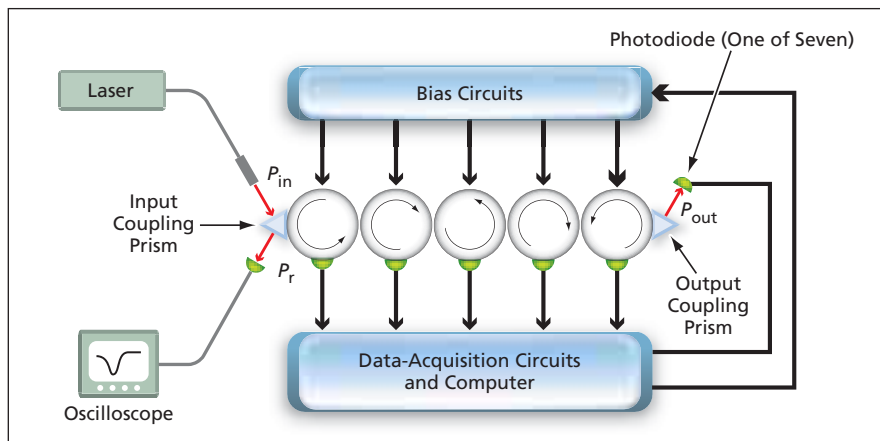 Photodiode (One of Seven)
Laser
Bias Circuits
Pin
Input
Coupling
Prism
Pout
Pr
Output
Coupling
Prism
Data-Acquisition Circuits
and Computer
Oscilloscope